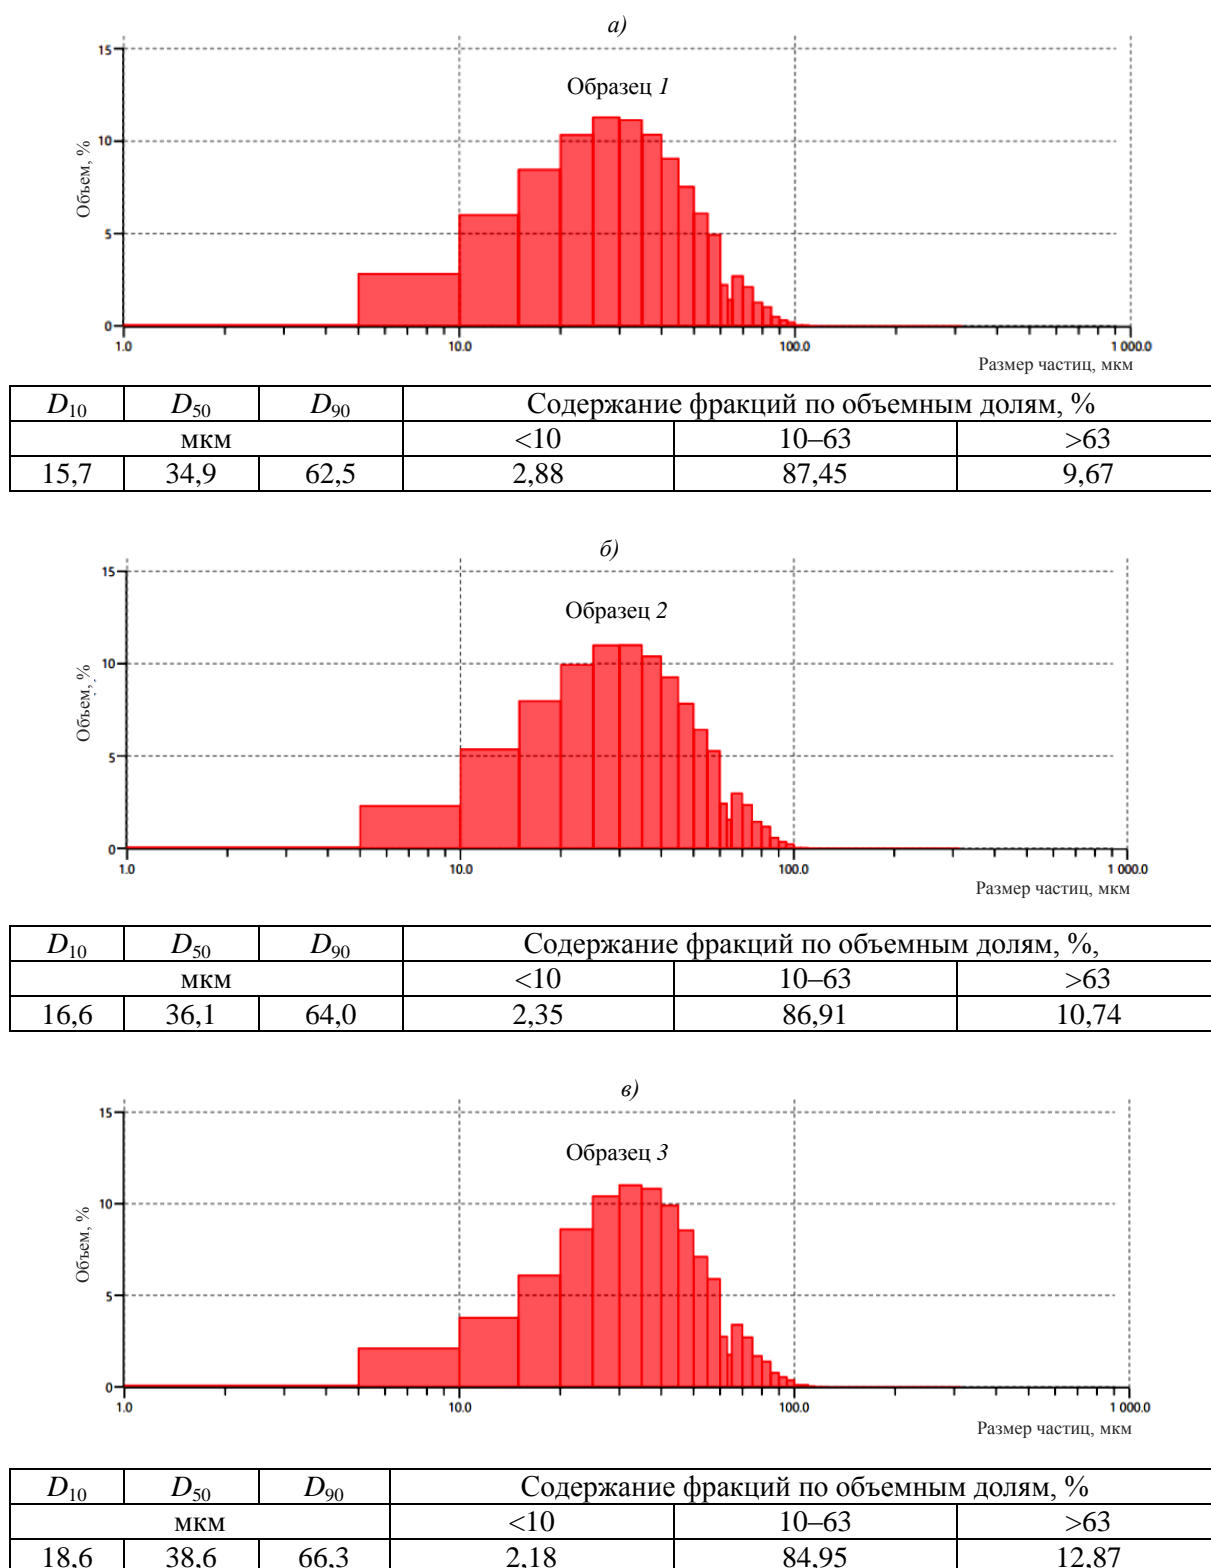 а)
15
Образец 1
10
Объем, %
5
0
1.0 10.0 100.0 1 000.0
Размер частиц, мкм
D10 D50 D90 Содержание фракций по объемным долям, %
мкм <10 10–63 >63
15,7 34,9 62,5 2,88 87,45 9,67
б)
15
Образец 2
10
Объем, %
5
0
1.0 10.0 100.0 1 000.0
Размер частиц, мкм
D10 D50 D90 Содержание фракций по объемным долям, %,
мкм <10 10–63 >63
16,6 36,1 64,0 2,35 86,91 10,74
в)
15
Образец 3
10
Объем, %
5
0
1.0 10.0 100.0 1 000.0
Размер частиц, мкм
D10 D50 D90 Содержание фракций по объемным долям, %
мкм <10 10–63 >63
18,6 38,6 66,3 2,18 84,95 12,87